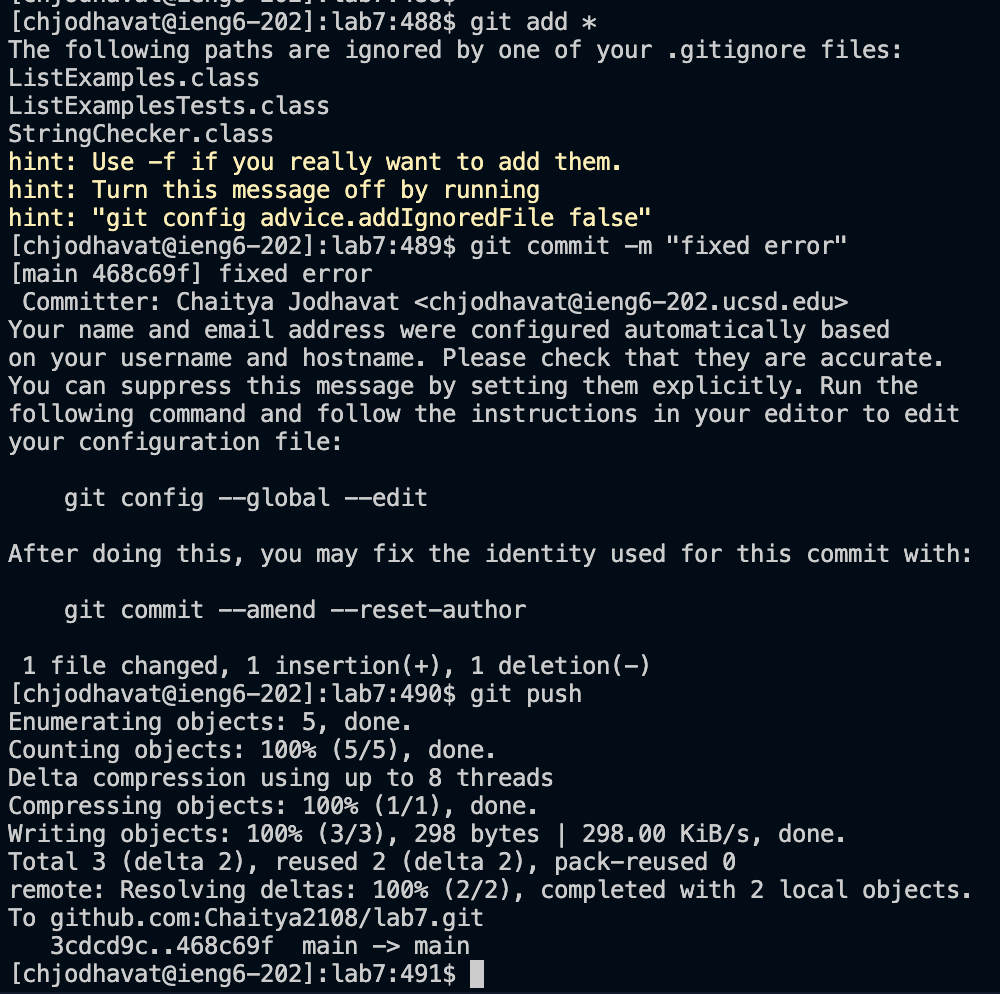 [chjodhavat@ieng6-202]:lab7:488$ git add *
The following paths are ignored by one of your .gitignore files:
ListExamples.class
ListExamplesTests.class
StringChecker.class
hint: Use -f if you really want to add them.
hint: Turn this message off by running
hint: "git config advice.addIgnoredFile false"
[chjodhavat@ieng6-202]:lab7:489$ git commit -m "fixed error"
[main 468c69f] fixed error
 Committer: Chaitya Jodhavat <chjodhavat@ieng6-202.ucsd.edu>
Your name and email address were configured automatically based
on your username and hostname. Please check that they are accurate.
You can suppress this message by setting them explicitly. Run the
following command and follow the instructions in your editor to edit
your configuration file:

    git config --global --edit

After doing this, you may fix the identity used for this commit with:

    git commit --amend --reset-author

 1 file changed, 1 insertion(+), 1 deletion(-)
[chjodhavat@ieng6-202]:lab7:490$ git push
Enumerating objects: 5, done.
Counting objects: 100% (5/5), done.
Delta compression using up to 8 threads
Compressing objects: 100% (1/1), done.
Writing objects: 100% (3/3), 298 bytes | 298.00 KiB/s, done.
Total 3 (delta 2), reused 2 (delta 2), pack-reused 0
remote: Resolving deltas: 100% (2/2), completed with 2 local objects.
To github.com:Chaitya2108/lab7.git
   3cdcd9c..468c69f  main -> main
[chjodhavat@ieng6-202]:lab7:491$